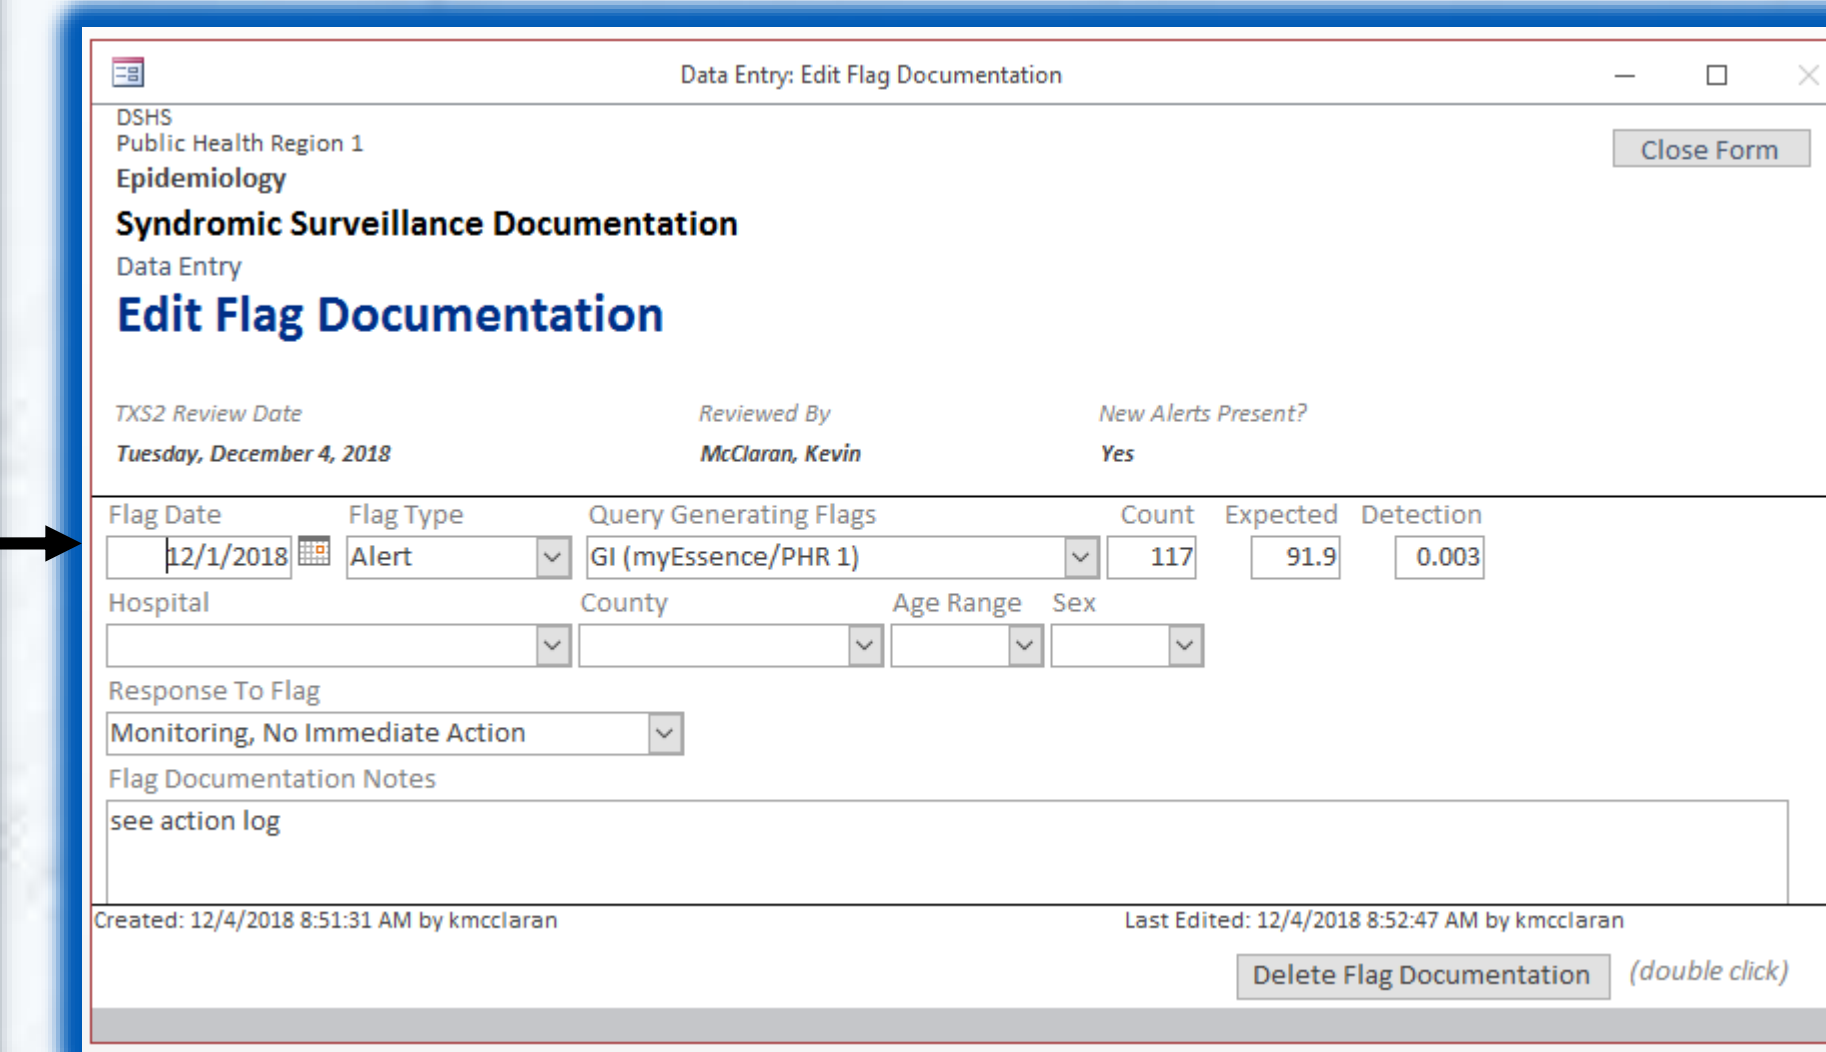 Data Entry: Edit Flag Documentation
DSHS
Public Health Region 1
Close Form
Epidemiology
Syndromic Surveillance Documentation
Data Entry
Edit Flag Documentation
TXS2 Review Date Reviewed By New Alerts Present?
Tuesday, December 4, 2018 McClaran, Kevin Yes
Flag Date Flag Type Query Generating Flags Count Expected Detection
12/1/2018 Alert GI (myEssence/PHR 1) 117 91.9 0.003
Hospital County Age Range Sex
Response To Flag
Monitoring, No Immediate Action
Flag Documentation Notes
see action log
Created: 12/4/2018 8:51:31 AM by kmcclaran Last Edited: 12/4/2018 8:52:47 AM by kmcclaran
Delete Flag Documentation (double click)